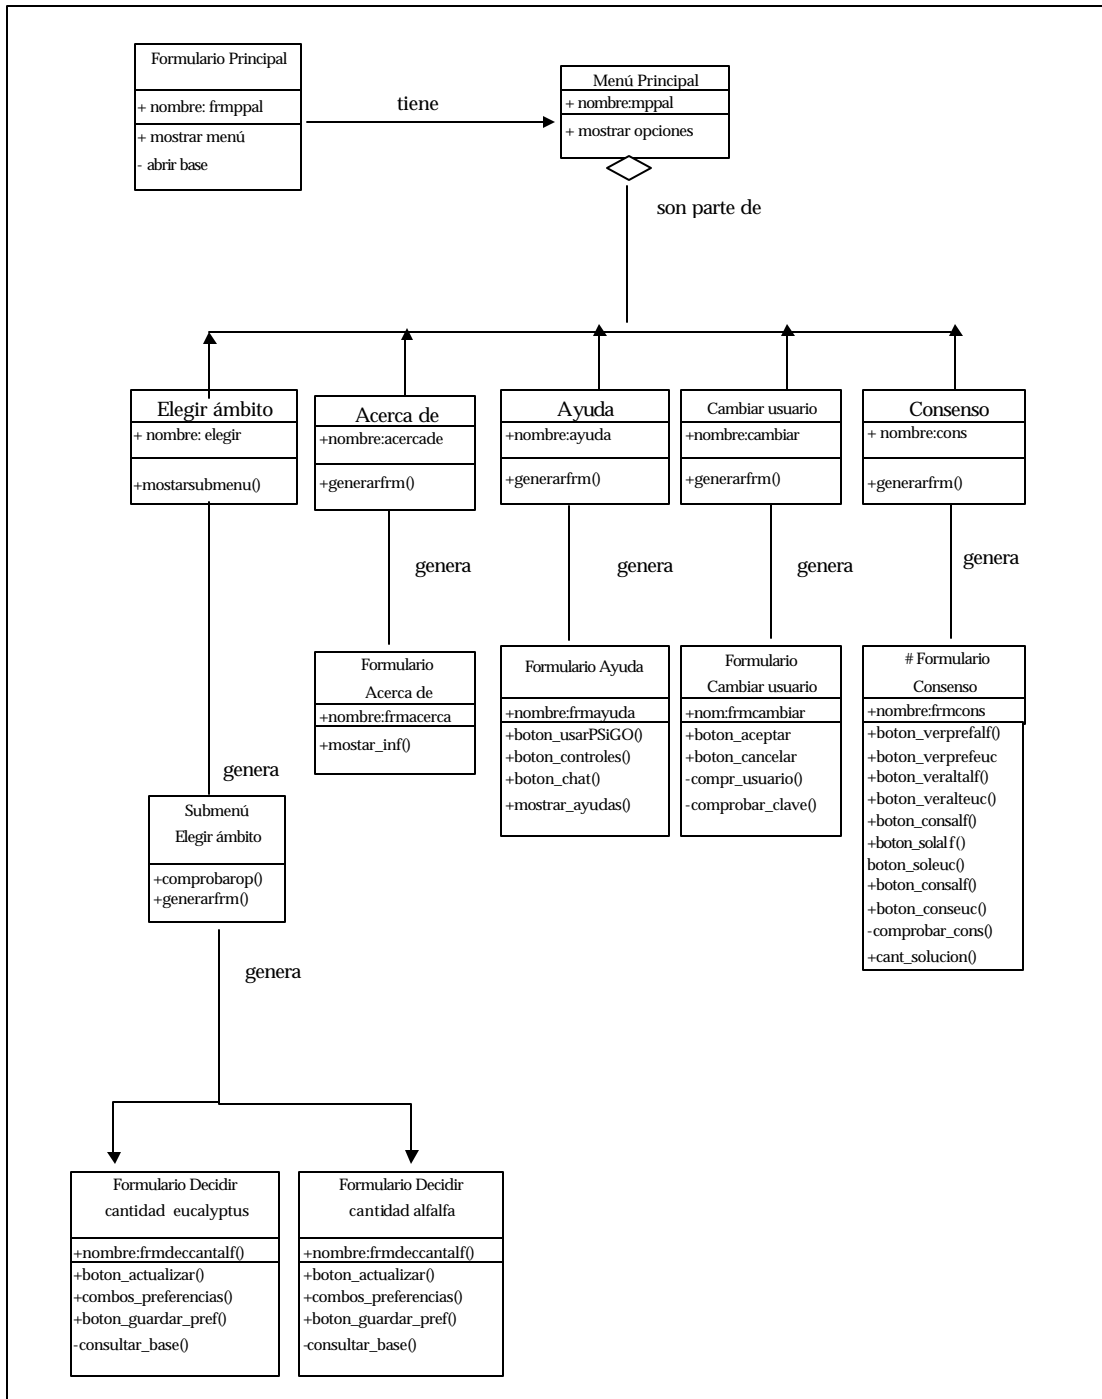 Formulario Principal
+ nombre: frmppal
+ mostrar menú
- abrir base
tiene
Menú Principal
+ nombre:mppal
+ mostrar opciones
son parte de
Elegir ámbito
+ nombre: elegir
+mostarsubmenu()
Acerca de
+nombre:acercade
+generarfrm()
Ayuda
+nombre:ayuda
+generarfrm()
Cambiar usuario
+nombre:cambiar
+generarfrm()
Consenso
+ nombre:cons
+generarfrm()
genera
genera
genera
genera
genera
Formulario
Acerca de
+nombre:frmacerca
+mostar_inf()
Formulario Ayuda
+nombre:frmayuda
+boton_usarPSiGO()
+boton_controles()
+boton_chat()
+mostrar_ayudas()
Formulario
Cambiar usuario
+nom:frmcambiar
+boton_aceptar
+boton_cancelar
-compr_usuario()
-comprobar_clave()
# Formulario
Consenso
+nombre:frmcons
+boton_verprefalf()
+boton_verprefeuc
+boton_veraltalf()
+boton_veralteuc()
+boton_consalf()
+boton_solalf()
boton_soleuc()
+boton_consalf()
+boton_conseuc()
-comprobar_cons()
+cant_solucion()
Submenú
Elegir ámbito
+comprobarop()
+generarfrm()
genera
Formulario Decidir
cantidad eucalyptus
+nombre:frmdeccantalf()
+boton_actualizar()
+combos_preferencias()
+boton_guardar_pref()
-consultar_base()
Formulario Decidir
cantidad alfalfa
+nombre:frmdeccantalf()
+boton_actualizar()
+combos_preferencias()
+boton_guardar_pref()
-consultar_base()